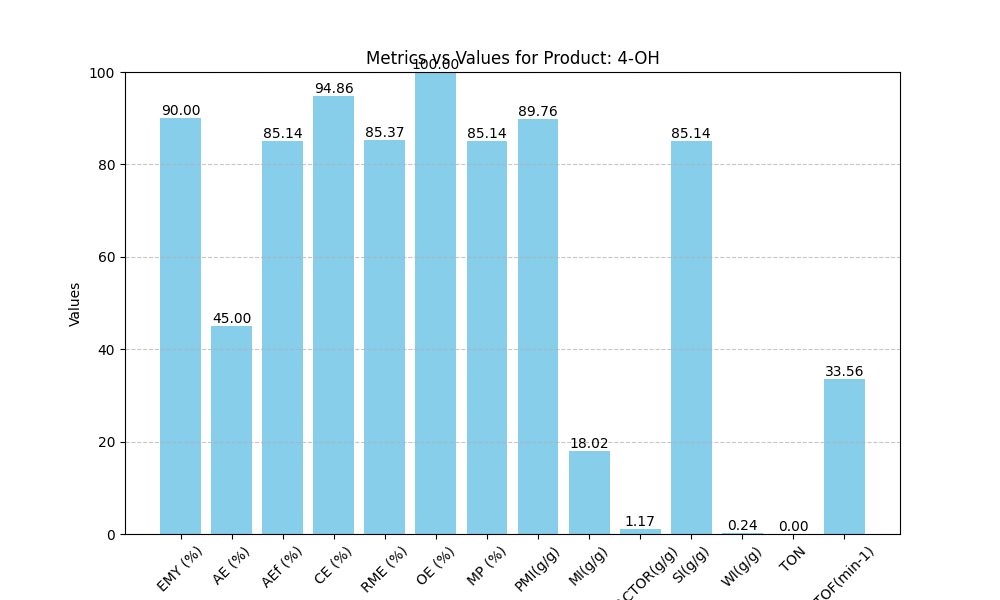 Metrics vs Values for Product: 4-OH
Values
100
80
60
40
20
0
90.00
45.00
85.14
94.86
85.37
100.00
85.14
89.76
18.02
1.17
85.14
0.24
0.00
33.56
EMY (%)
AE (%)
AEf (%)
CE (%)
RME (%)
OE (%)
MP (%)
PMI(g/g)
MI(g/g)
CTOR(g/g)
SI(g/g)
WI(g/g)
TON
TOF(min-1)